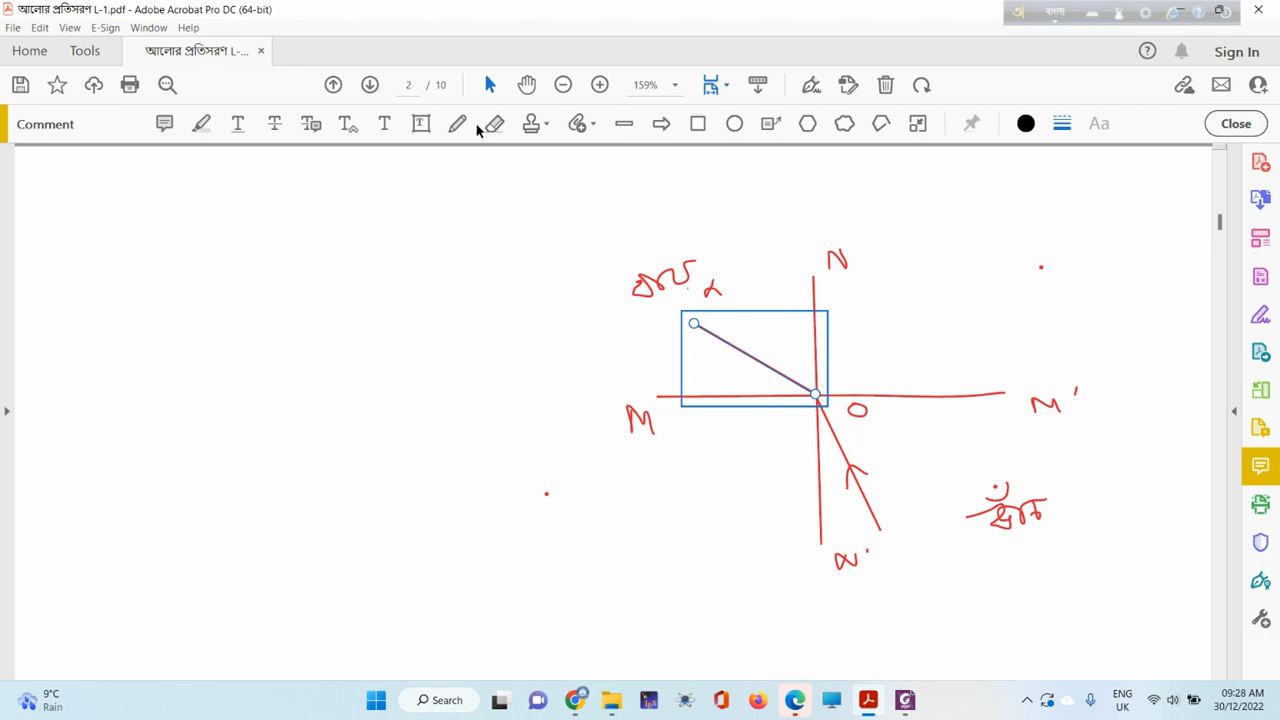 আলোর প্রতিসরণ L-1.pdf - Adobe Acrobat Pro DC (64-bit)
বাংলা
File Edit View E-Sign Window Help
Home Tools আলোর প্রতিসরণ L-... × Sign In
2 / 10 159%
Comment Aa Close
N
M O M'
N'
9°C
Rain
Search
ENG
UK
09:28 AM
30/12/2022